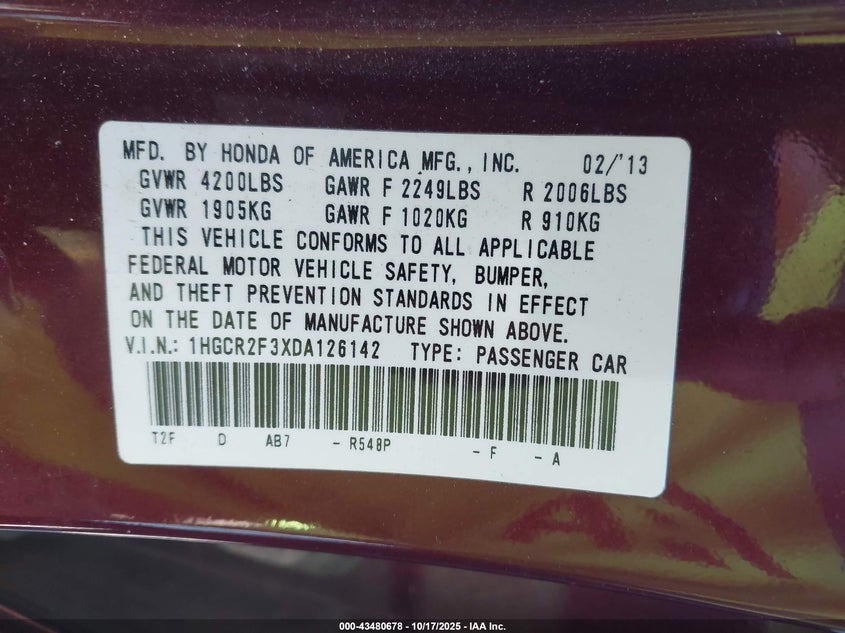 MFD. BY HONDA OF AMERICA MFG., INC. 02/'13
GVWR 4200LBS GAWR F 2249LBS R 2006LBS
GVWR 1905KG GAWR F 1020KG R 910KG
THIS VEHICLE CONFORMS TO ALL APPLICABLE
FEDERAL MOTOR VEHICLE SAFETY, BUMPER,
AND THEFT PREVENTION STANDARDS IN EFFECT
ON THE DATE OF MANUFACTURE SHOWN ABOVE.
V.I.N.: 1HGCR2F3XDA126142 TYPE: PASSENGER CAR
T2F D AB7 - R548P - F - A
000-43480678 - 10/17/2025 - IAA Inc.